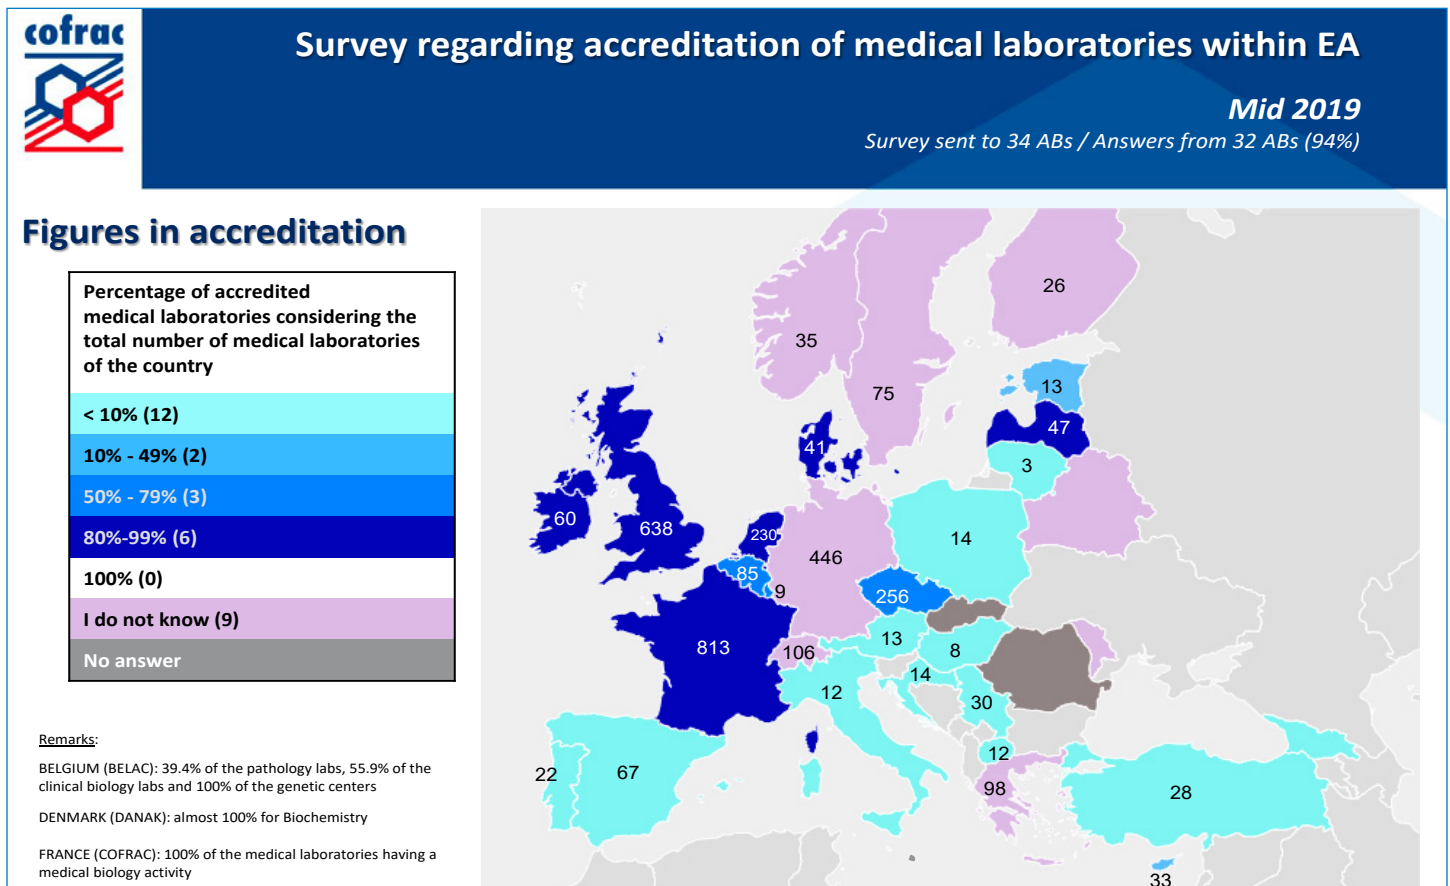 cofrac
Survey regarding accreditation of medical laboratories within EA
Mid 2019
Survey sent to 34 ABs / Answers from 32 ABs (94%)
Figures in accreditation
Percentage of accredited
medical laboratories considering the
total number of medical laboratories
of the country
< 10% (12)
10% - 49% (2)
50% - 79% (3)
80%-99% (6)
100% (0)
I do not know (9)
No answer
Remarks:
BELGIUM (BELAC): 39.4% of the pathology labs, 55.9% of the
clinical biology labs and 100% of the genetic centers
DENMARK (DANAK): almost 100% for Biochemistry
FRANCE (COFRAC): 100% of the medical laboratories having a
medical biology activity
26
35
75
13
47
41
3
60
638
230
14
446
85
9
256
13
813
106
8
14
12
30
12
22
67
98
28
33